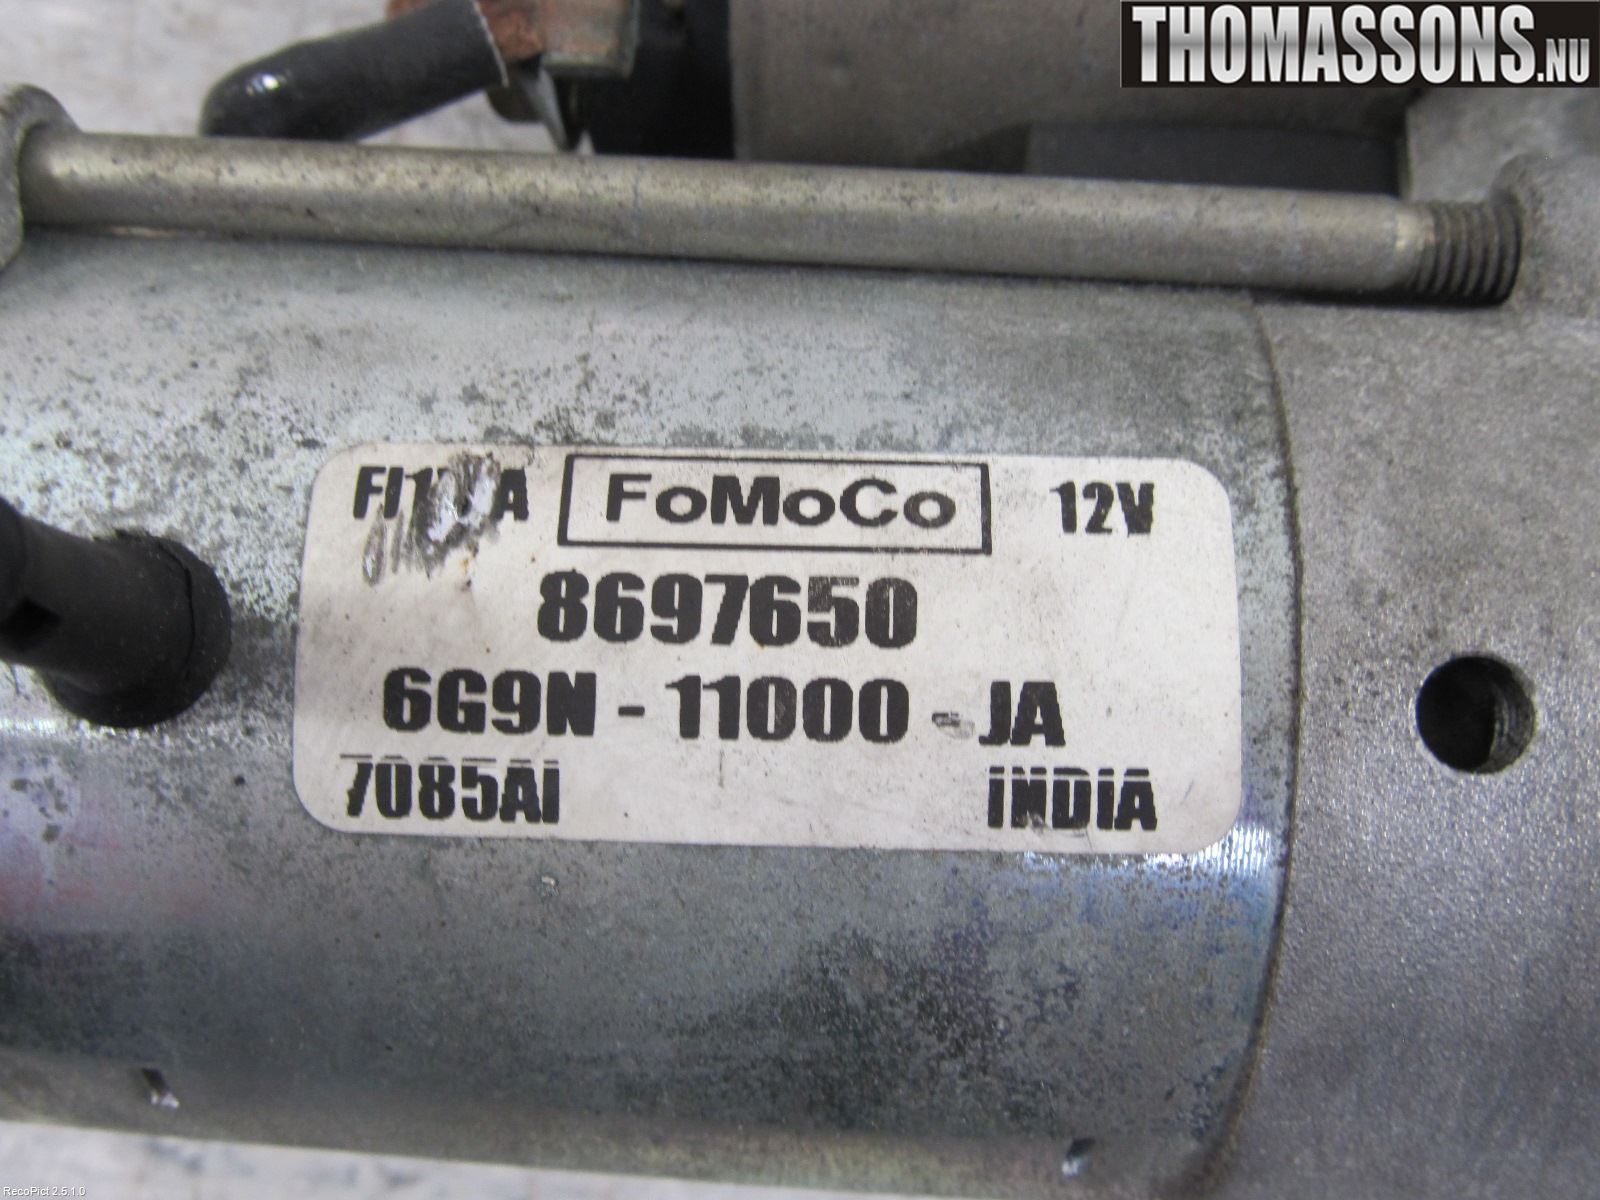 THOMASSONS.NU
FoMoCo 12V
8697650
6G9N - 11000 - JA
7085AI INDIA
RecoPict 2.5.1.0